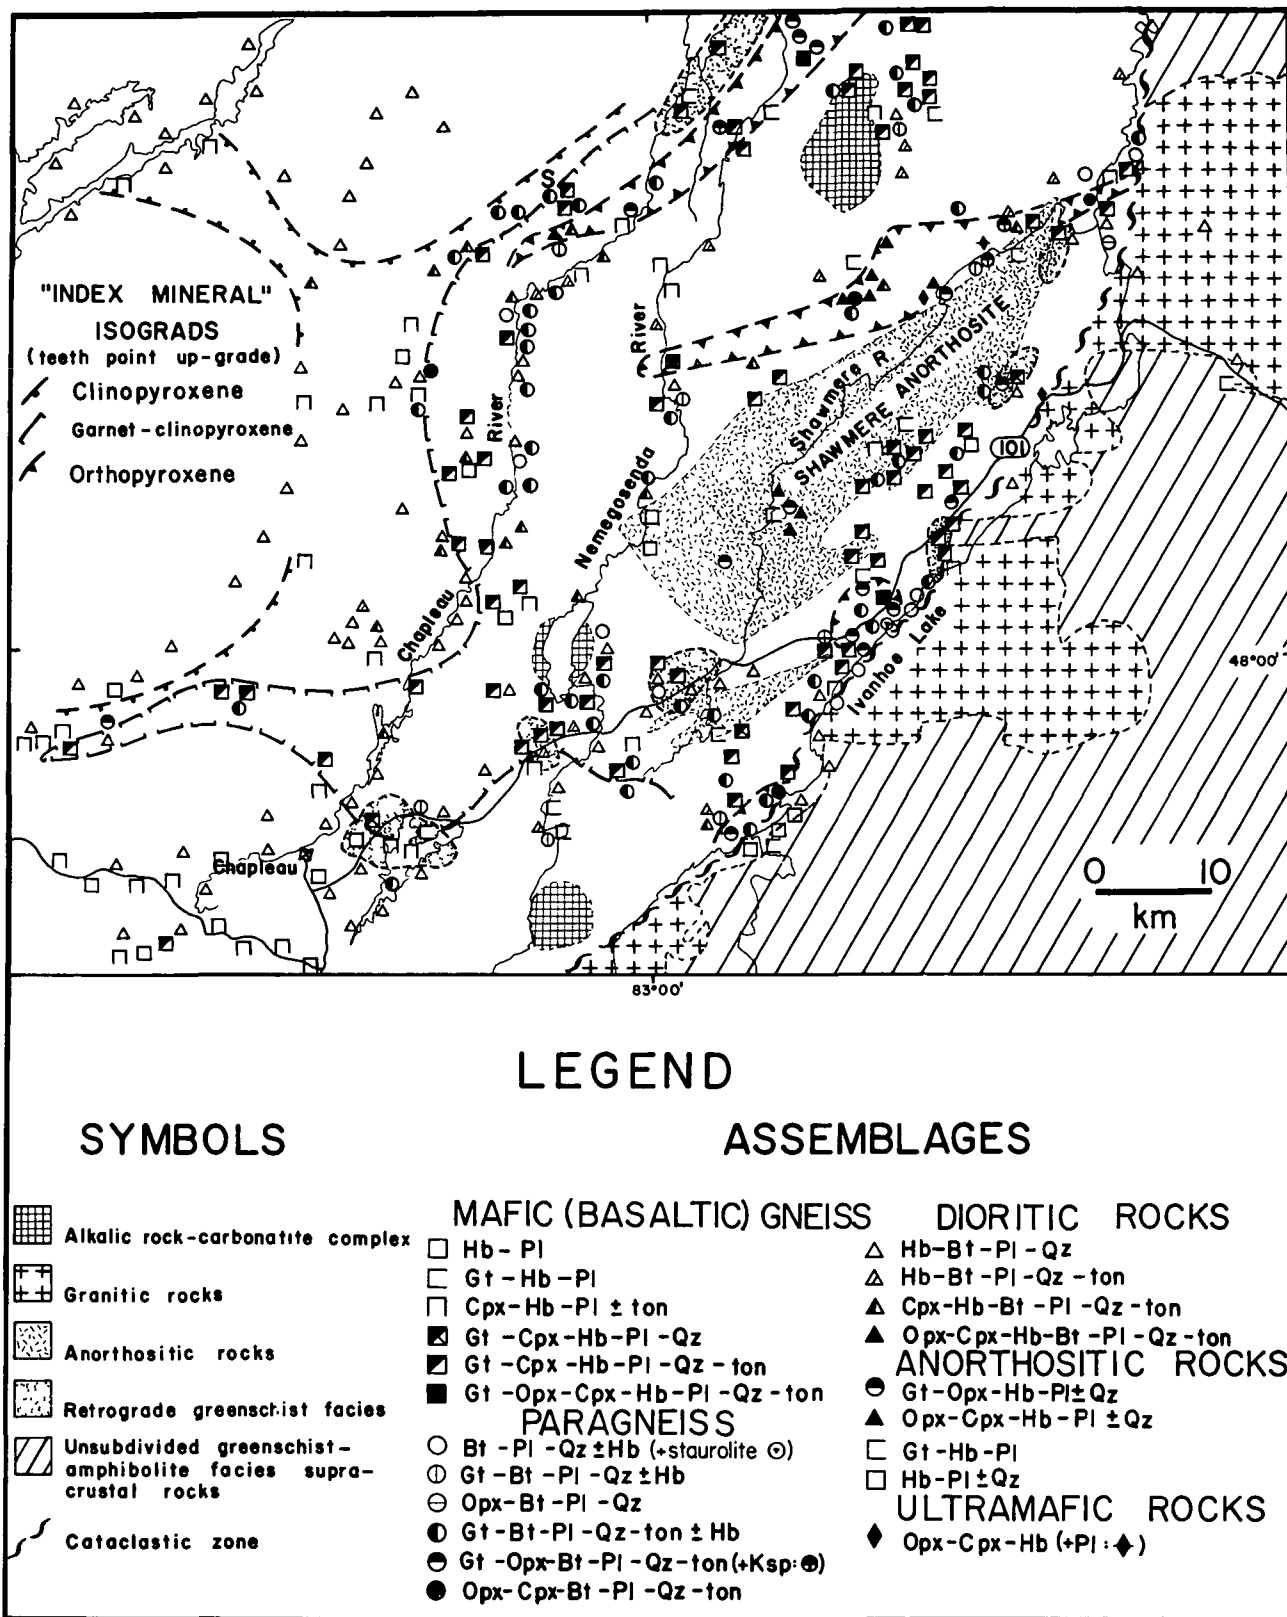 S
"INDEX MINERAL"
ISOGRADS
(teeth point up-grade)
Clinopyroxene
Garnet-clinopyroxene
Orthopyroxene
River
River
Shawmere R
SHAWMERE ANORTHOSITE
101
Nemegosenda
Chapleau
Ivanhoe Lake
48°00'
Chapleau
0 10
km
83°00'
LEGEND
SYMBOLS
Alkalic rock-carbonatite complex
Granitic rocks
Anorthositic rocks
Retrograde greenschist facies
Unsubdivided greenschist-
amphibolite facies supra-
crustal rocks
Cataclastic zone
ASSEMBLAGES
MAFIC (BASALTIC) GNEISS
Hb-Pl
Gt-Hb-Pl
Cpx-Hb-Pl ± ton
Gt-Cpx-Hb-Pl-Qz
Gt-Cpx-Hb-Pl-Qz-ton
Gt-Opx-Cpx-Hb-Pl-Qz-ton
PARAGNEISS
Bt-Pl-Qz±Hb (+staurolite ⊙)
Gt-Bt-Pl-Qz±Hb
Opx-Bt-Pl-Qz
Gt-Bt-Pl-Qz-ton±Hb
Gt-Opx-Bt-Pl-Qz-ton(+Ksp: )
Opx-Cpx-Bt-Pl-Qz-ton
DIORITIC ROCKS
Hb-Bt-Pl-Qz
Hb-Bt-Pl-Qz-ton
Cpx-Hb-Bt-Pl-Qz-ton
Opx-Cpx-Hb-Bt-Pl-Qz-ton
ANORTHOSITIC ROCKS
Gt-Opx-Hb-Pl±Qz
Opx-Cpx-Hb-Pl±Qz
Gt-Hb-Pl
Hb-Pl±Qz
ULTRAMAFIC ROCKS
Opx-Cpx-Hb (+Pl: )